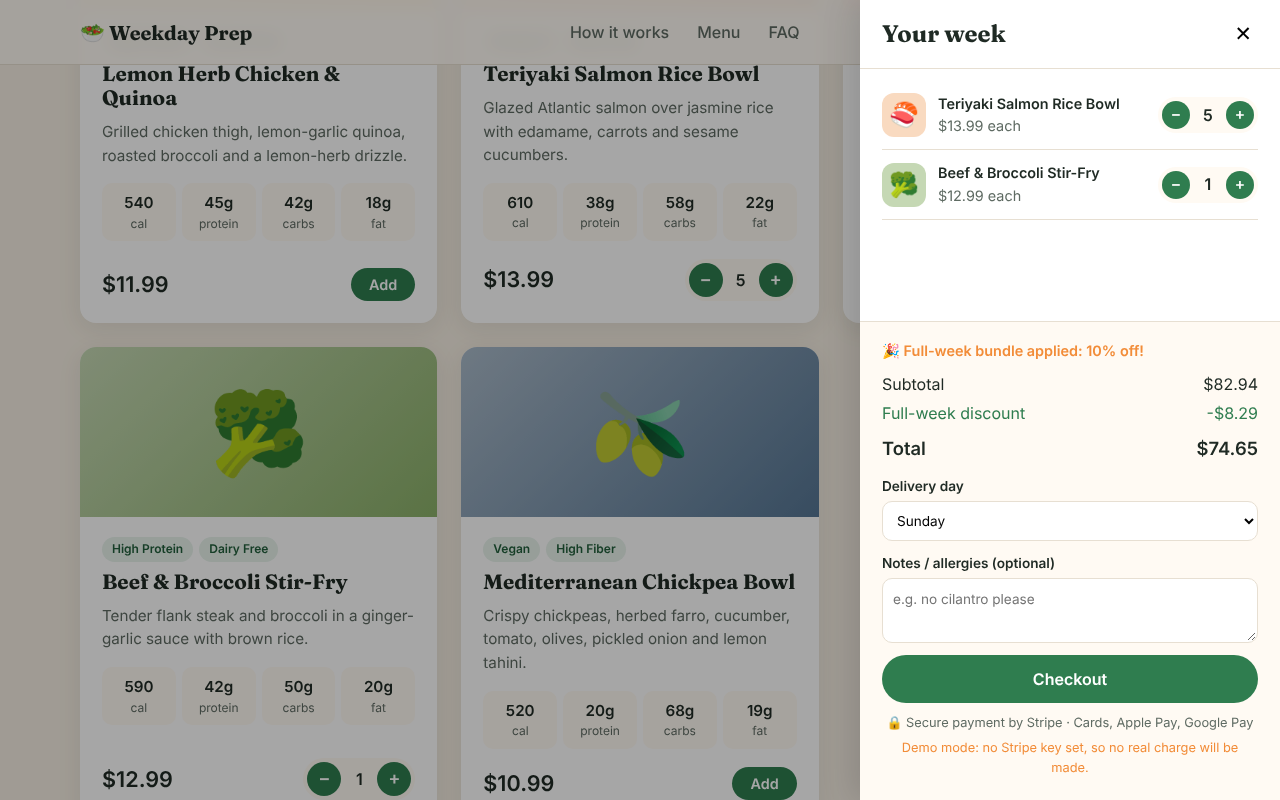 🥗 Weekday Prep
How it works
Menu
FAQ
Lemon Herb Chicken &
Quinoa
Grilled chicken thigh, lemon-garlic quinoa,
roasted broccoli and a lemon-herb drizzle.
540
cal
45g
protein
42g
carbs
18g
fat
$11.99
Add
Teriyaki Salmon Rice Bowl
Glazed Atlantic salmon over jasmine rice
with edamame, carrots and sesame
cucumbers.
610
cal
38g
protein
58g
carbs
22g
fat
$13.99
− 5 +
High Protein
Dairy Free
Beef & Broccoli Stir-Fry
Tender flank steak and broccoli in a ginger-
garlic sauce with brown rice.
590
cal
42g
protein
50g
carbs
20g
fat
$12.99
− 1 +
Vegan
High Fiber
Mediterranean Chickpea Bowl
Crispy chickpeas, herbed farro, cucumber,
tomato, olives, pickled onion and lemon
tahini.
520
cal
20g
protein
68g
carbs
19g
fat
$10.99
Add
Your week
✕
Teriyaki Salmon Rice Bowl
$13.99 each
− 5 +
Beef & Broccoli Stir-Fry
$12.99 each
− 1 +
🎉 Full-week bundle applied: 10% off!
Subtotal $82.94
Full-week discount -$8.29
Total $74.65
Delivery day
Sunday
Notes / allergies (optional)
e.g. no cilantro please
Checkout
🔒 Secure payment by Stripe · Cards, Apple Pay, Google Pay
Demo mode: no Stripe key set, so no real charge will be
made.